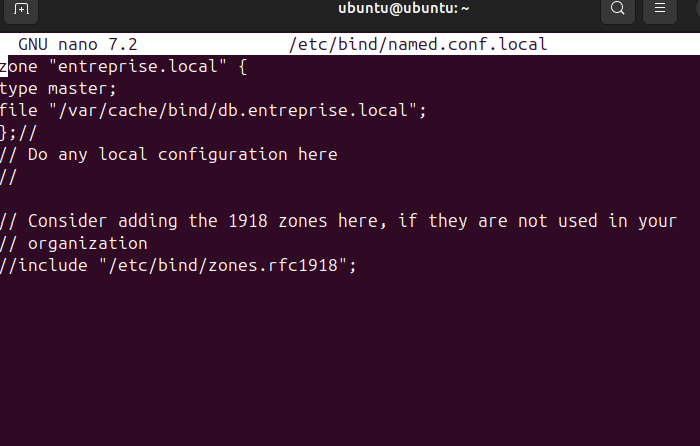 ubuntu@ubuntu: ~
GNU nano 7.2 /etc/bind/named.conf.local
zone "entreprise.local" {
type master;
file "/var/cache/bind/db.entreprise.local";
};//
// Do any local configuration here
//
// Consider adding the 1918 zones here, if they are not used in your
// organization
//include "/etc/bind/zones.rfc1918";